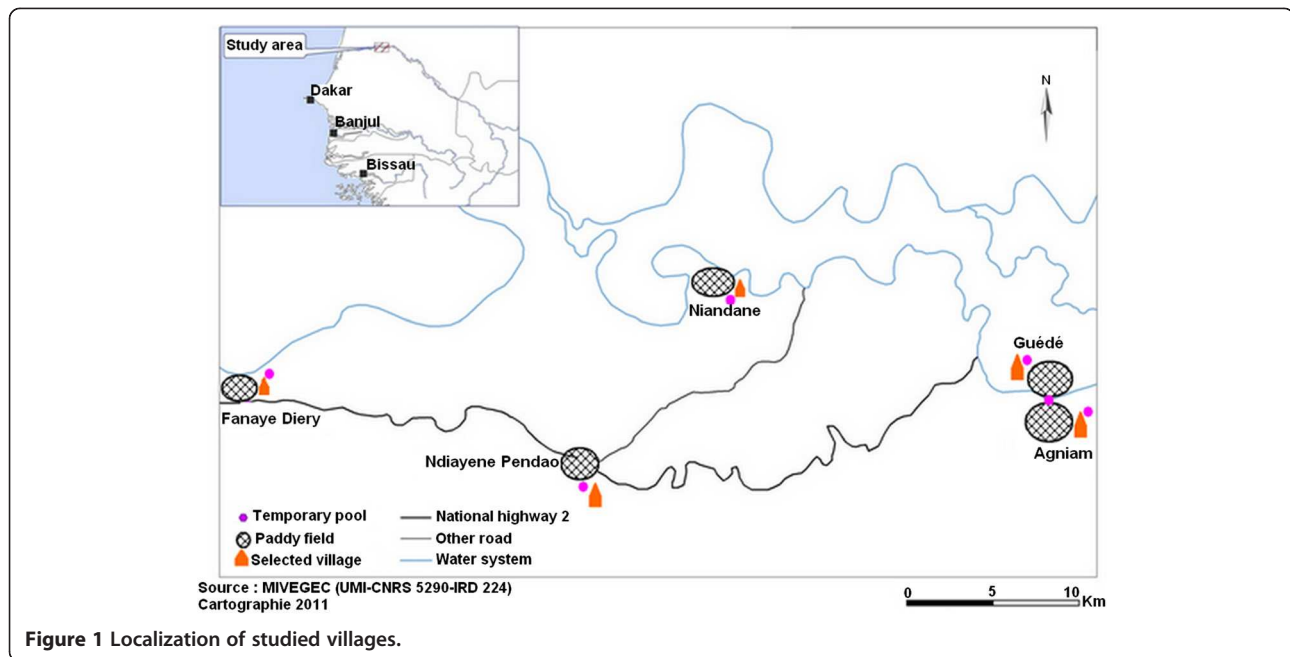 Study area
Dakar
Banjul
Bissau
N
Niandane
Guédé
Fanaye Diery
Agniam
Ndiayene Pendao
Temporary pool
National highway 2
Paddy field
Other road
Selected village
Water system
Source : MIVEGEC (UMI-CNRS 5290-IRD 224)
Cartographie 2011
0 5 10 Km
Figure 1 Localization of studied villages.